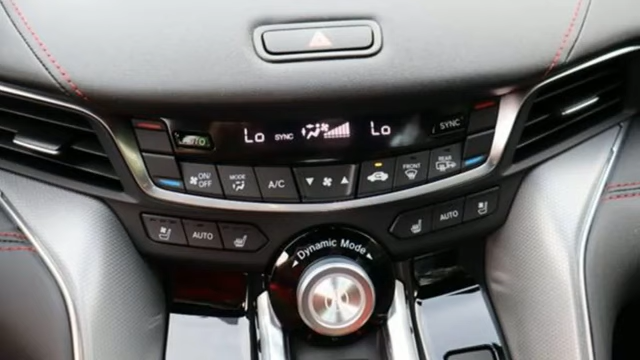 AUTO Lo SYNC Lo SYNC
ON/OFF MODE A/C FRONT REAR
AUTO AUTO
Dynamic Mode